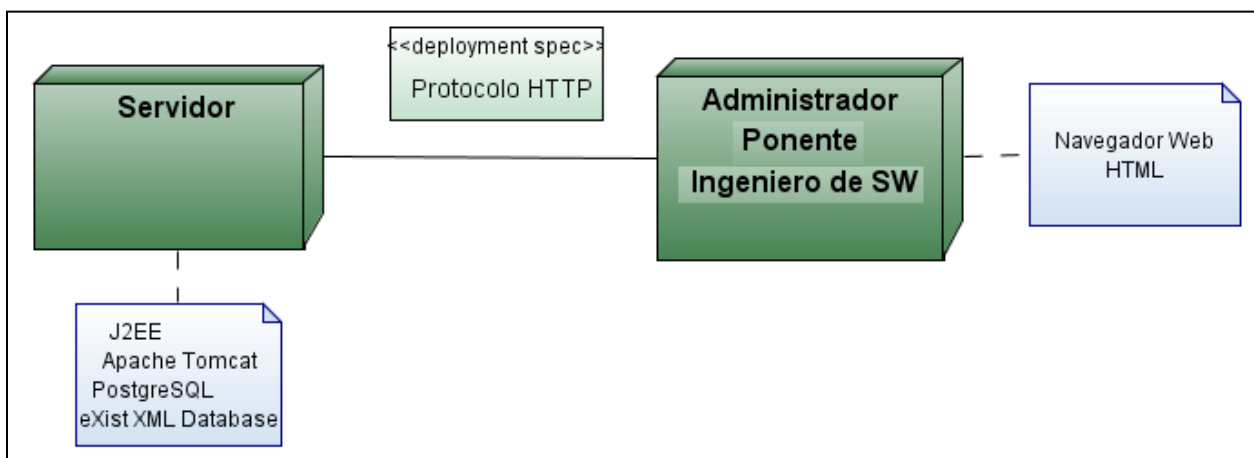 Servidor
<<deployment spec>>
Protocolo HTTP
Administrador
Ponente
Ingeniero de SW
Navegador Web
HTML
J2EE
Apache Tomcat
PostgreSQL
eXist XML Database